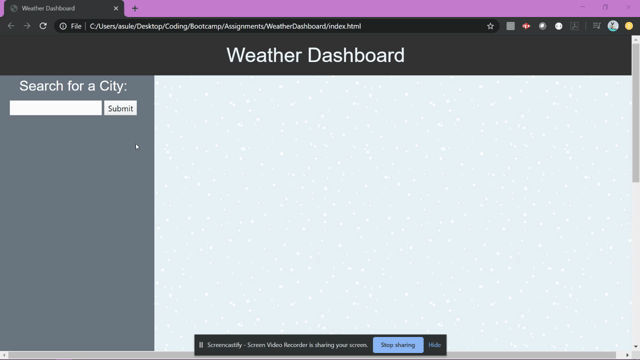 Weather Dashboard
File | C:/Users/asule/Desktop/Coding/Bootcamp/Assignments/WeatherDashboard/index.html
Weather Dashboard
Search for a City:
Submit
Screencastify - Screen Video Recorder is sharing your screen.
Stop sharing
Hide